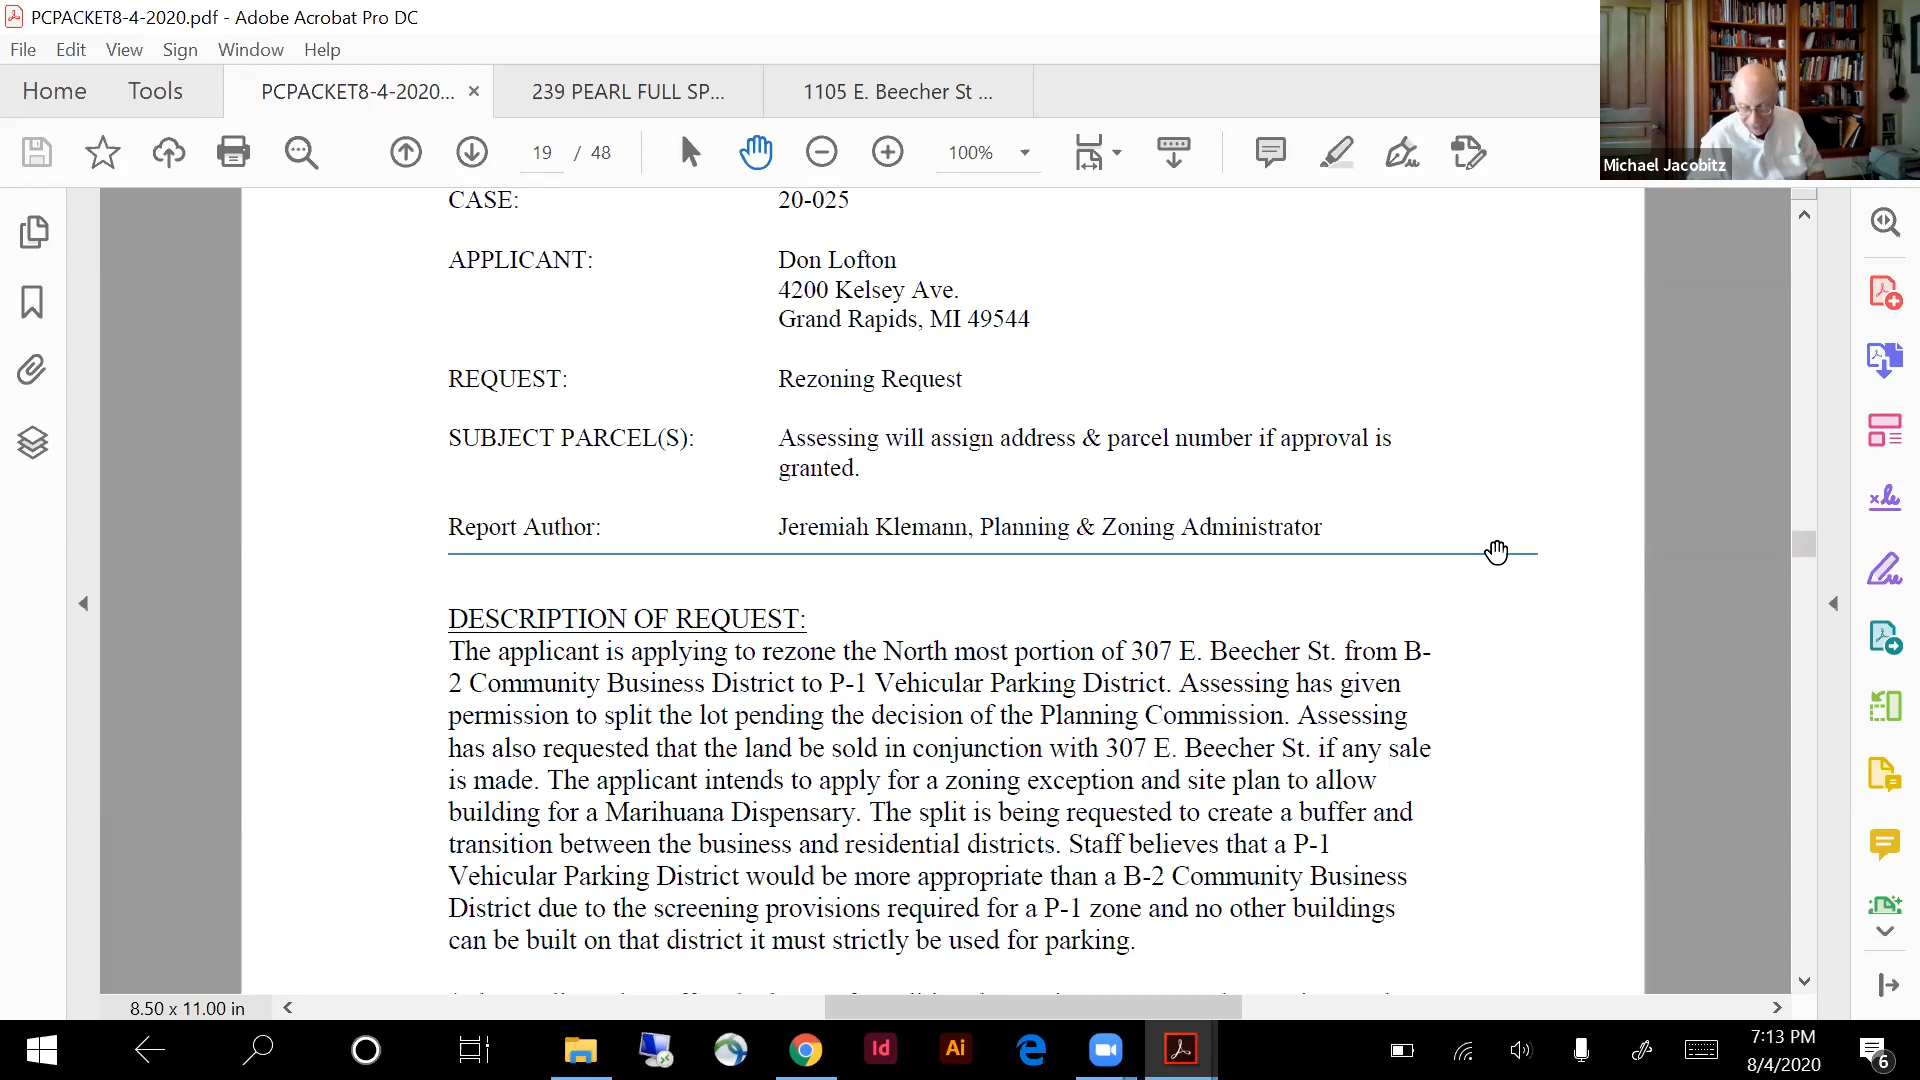 PCPACKET8-4-2020.pdf - Adobe Acrobat Pro DC
File Edit View Sign Window Help
Home Tools PCPACKET8-4-2020... × 239 PEARL FULL SP... 1105 E. Beecher St ...
19 / 48 100%
Michael Jacobitz
CASE: 20-025
APPLICANT: Don Lofton
4200 Kelsey Ave.
Grand Rapids, MI 49544
REQUEST: Rezoning Request
SUBJECT PARCEL(S): Assessing will assign address & parcel number if approval is
granted.
Report Author: Jeremiah Klemann, Planning & Zoning Administrator
DESCRIPTION OF REQUEST:
The applicant is applying to rezone the North most portion of 307 E. Beecher St. from B-
2 Community Business District to P-1 Vehicular Parking District. Assessing has given
permission to split the lot pending the decision of the Planning Commission. Assessing
has also requested that the land be sold in conjunction with 307 E. Beecher St. if any sale
is made. The applicant intends to apply for a zoning exception and site plan to allow
building for a Marihuana Dispensary. The split is being requested to create a buffer and
transition between the business and residential districts. Staff believes that a P-1
Vehicular Parking District would be more appropriate than a B-2 Community Business
District due to the screening provisions required for a P-1 zone and no other buildings
can be built on that district it must strictly be used for parking.
8.50 x 11.00 in
Id Ai
7:13 PM
8/4/2020
6